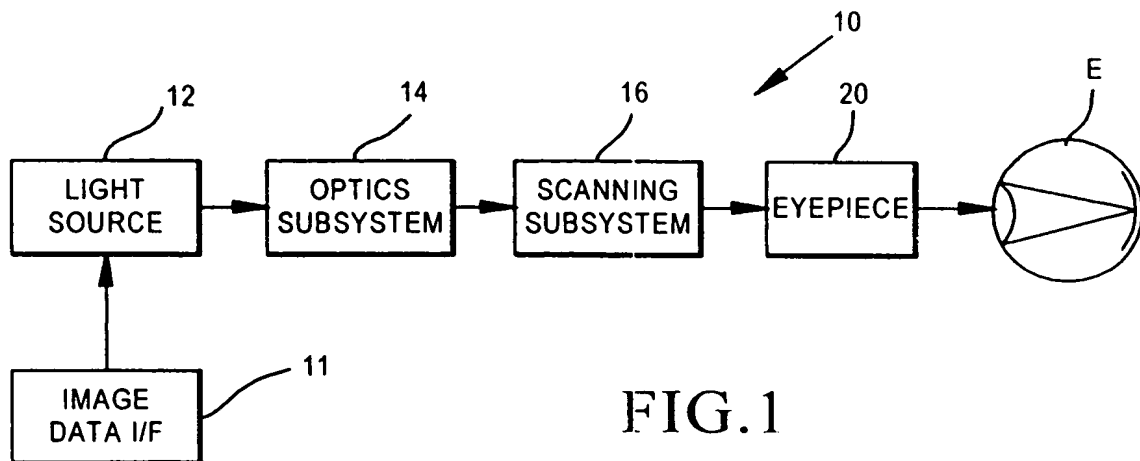 10
12
14
16
20
E
LIGHT
SOURCE
OPTICS
SUBSYSTEM
SCANNING
SUBSYSTEM
EYEPIECE
11
IMAGE
DATA I/F
FIG.1